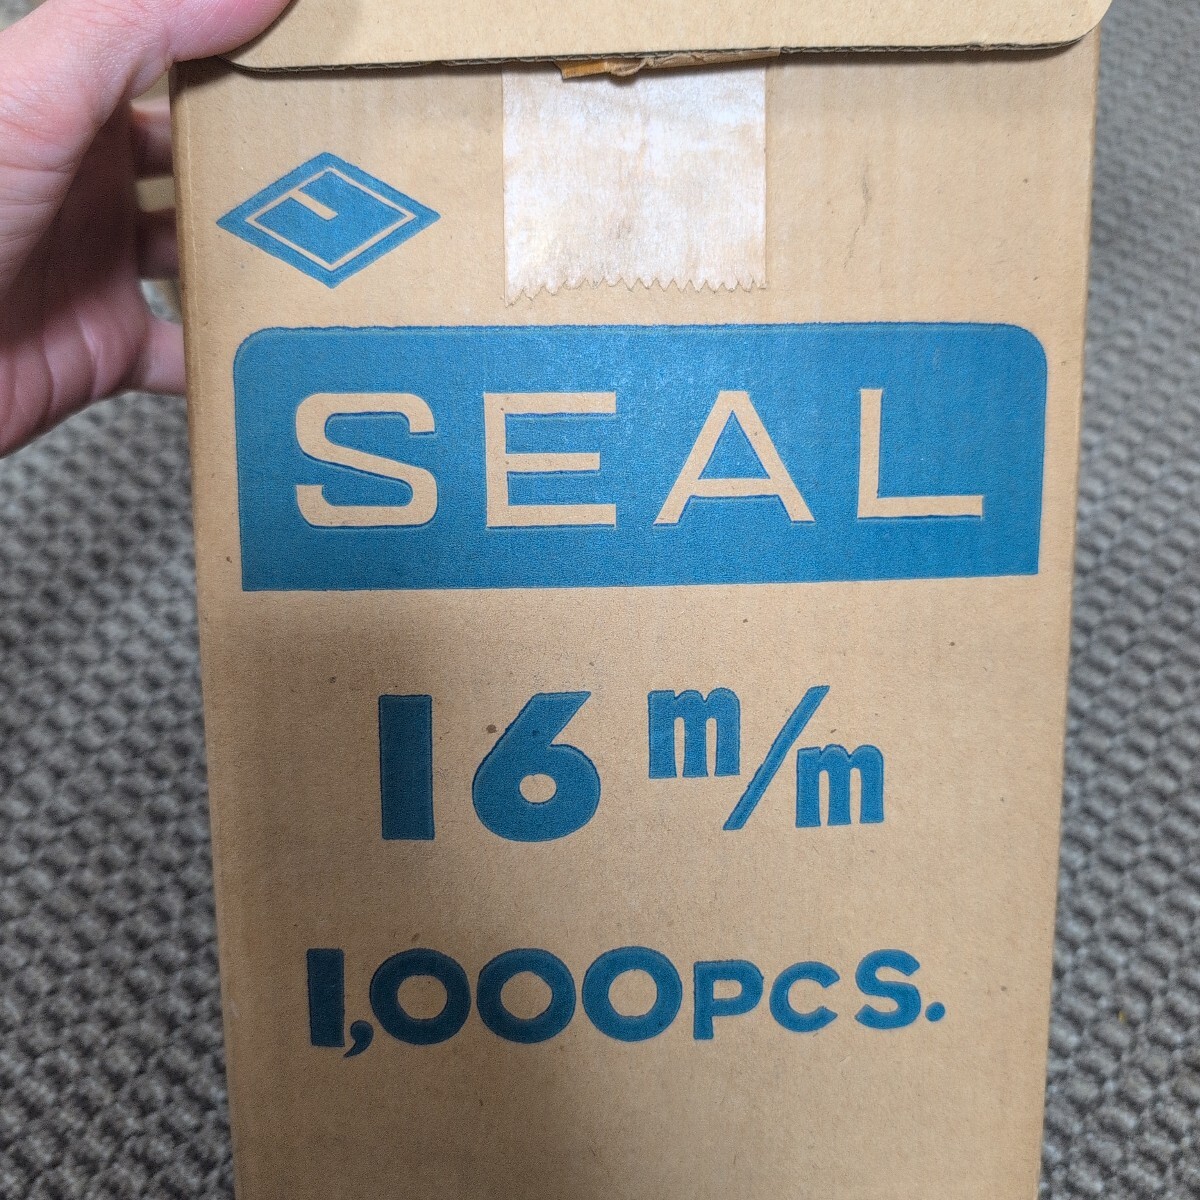 SEAL
16 m/m
1,000PCS.